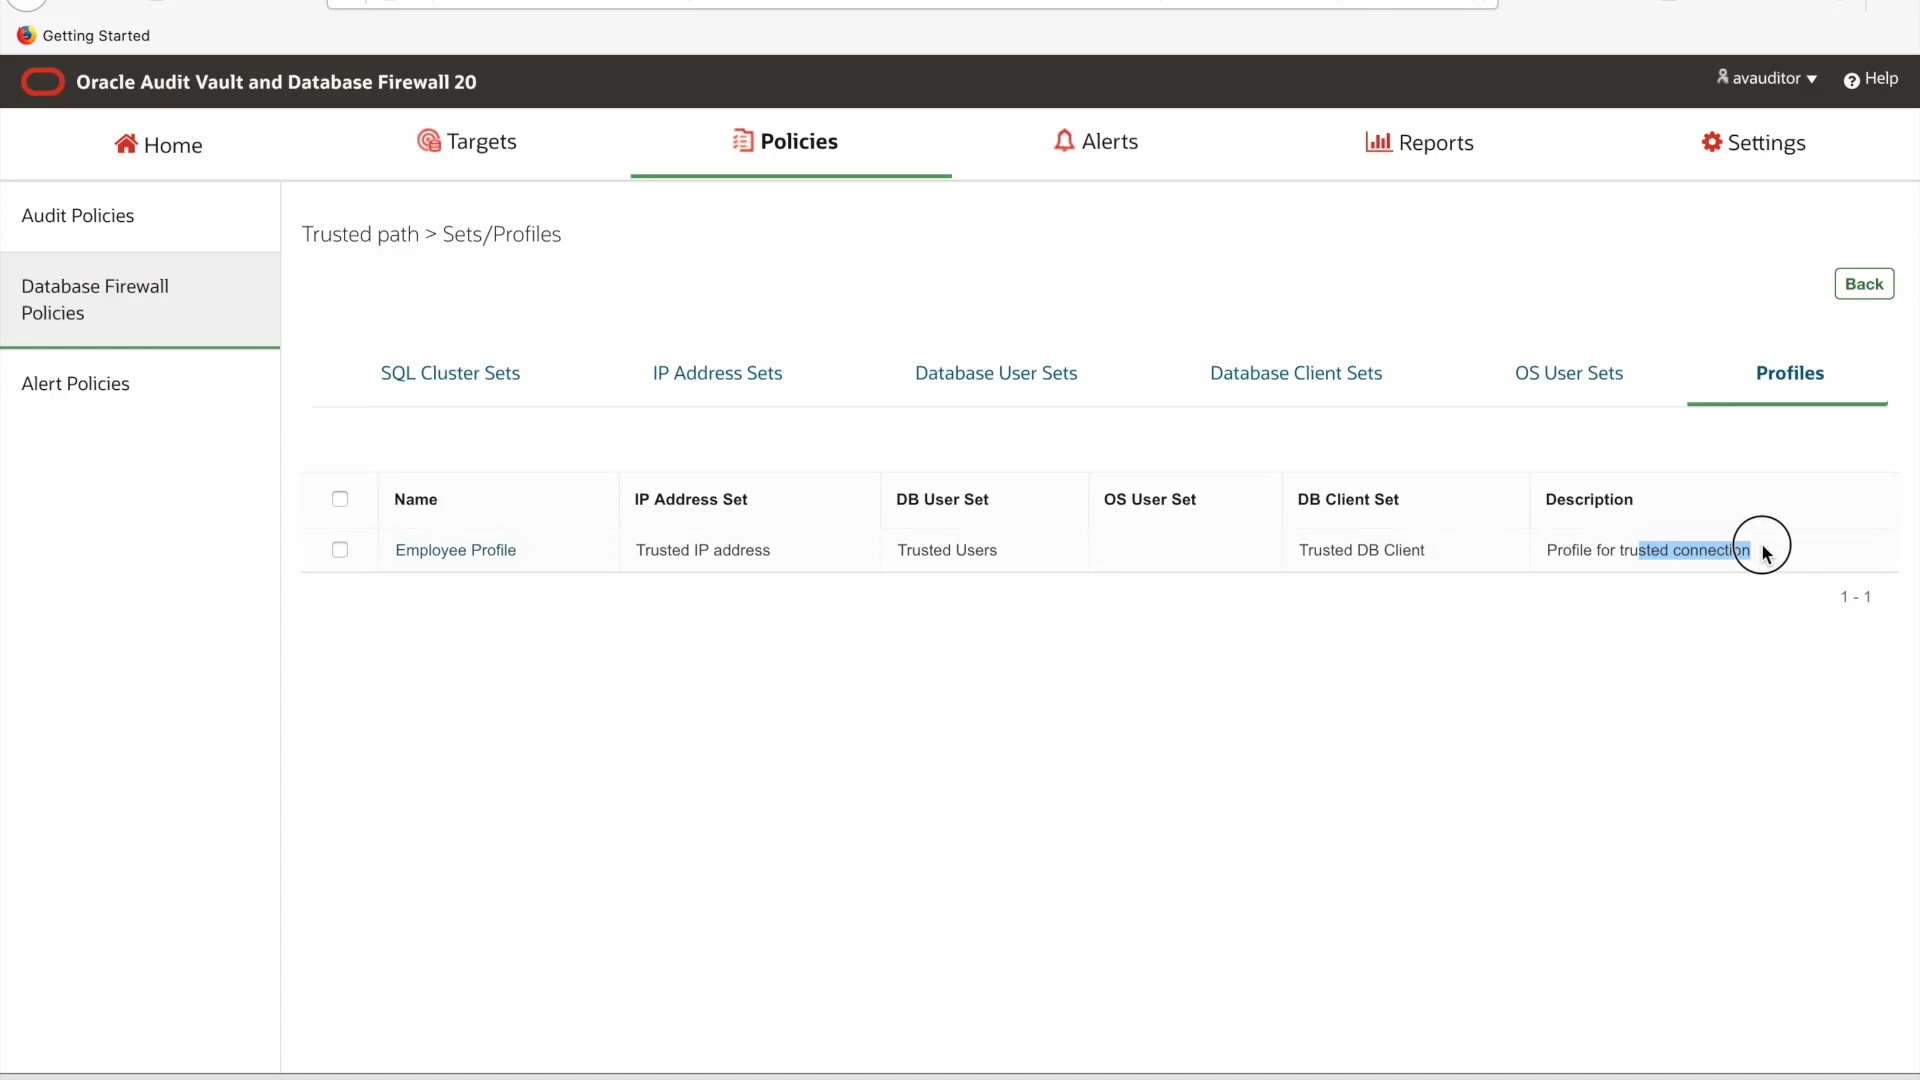 Getting Started
Oracle Audit Vault and Database Firewall 20
avauditor
Help
Home
Targets
Policies
Alerts
Reports
Settings
Audit Policies
Database Firewall
Policies
Alert Policies
Trusted path > Sets/Profiles
Back
SQL Cluster Sets
IP Address Sets
Database User Sets
Database Client Sets
OS User Sets
Profiles
Name
IP Address Set
DB User Set
OS User Set
DB Client Set
Description
Employee Profile
Trusted IP address
Trusted Users
Trusted DB Client
Profile for trusted connection
1 - 1